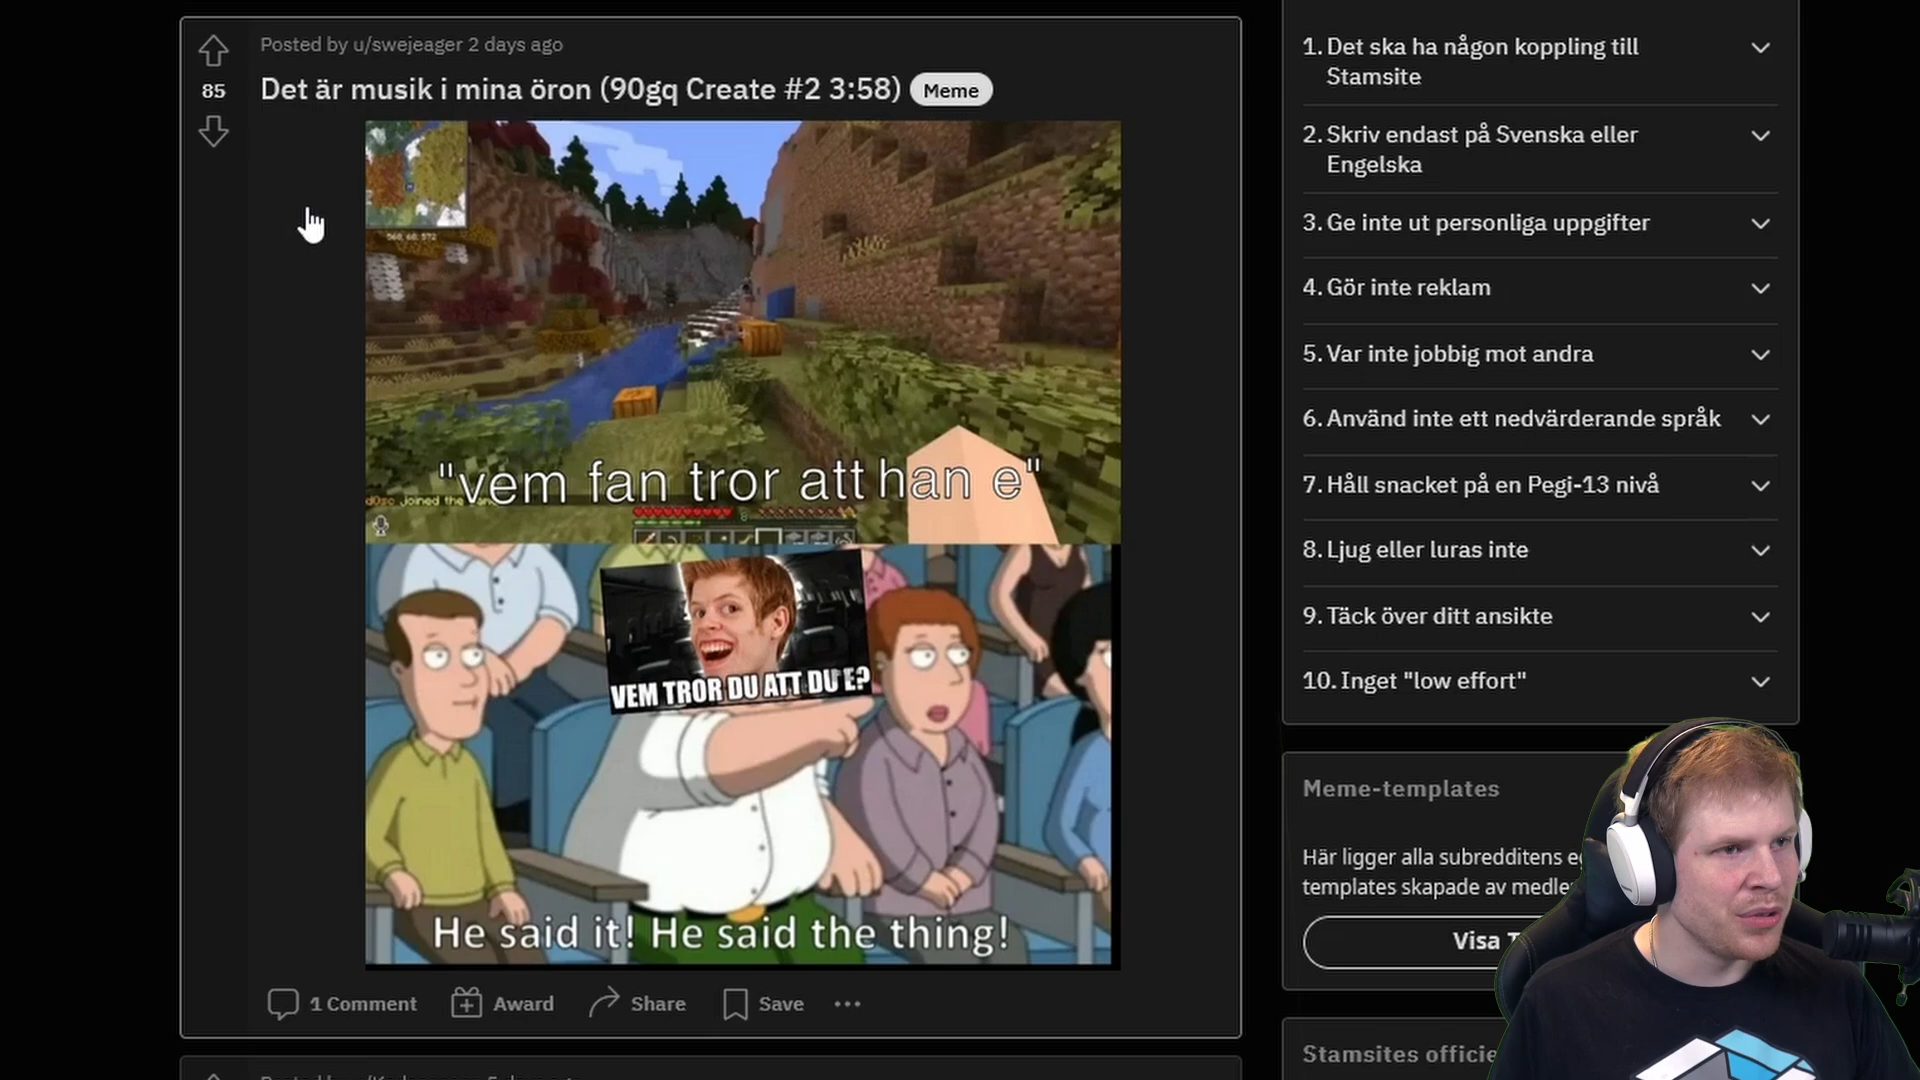 Posted by u/swejeager 2 days ago
85
Det är musik i mina öron (90gq Create #2 3:58) Meme
"vem fan tror att han e"
joined the
VEM TROR DU ATT DU E?
He said it! He said the thing!
1 Comment Award Share Save
1. Det ska ha någon koppling till
Stamsite
2. Skriv endast på Svenska eller
Engelska
3. Ge inte ut personliga uppgifter
4. Gör inte reklam
5. Var inte jobbig mot andra
6. Använd inte ett nedvärderande språk
7. Håll snacket på en Pegi-13 nivå
8. Ljug eller luras inte
9. Täck över ditt ansikte
10. Inget "low effort"
Meme-templates
Här ligger alla subredditens
templates skapade av
Visa
Stamsites